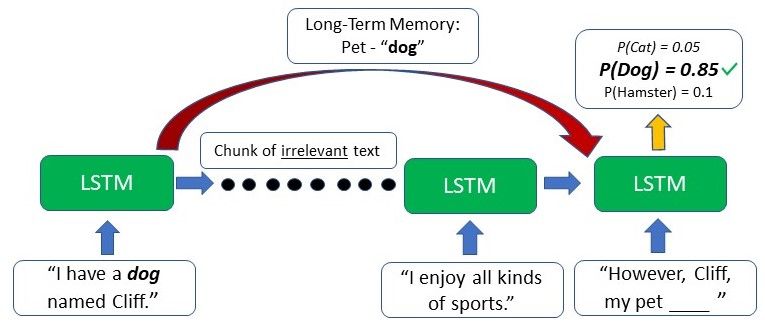 Long-Term Memory:
Pet - “dog”
P(Cat) = 0.05
P(Dog) = 0.85
P(Hamster) = 0.1
Chunk of irrelevant text
LSTM
LSTM
LSTM
“I have a dog
named Cliff.”
“I enjoy all kinds
of sports.”
“However, Cliff,
my pet ____ ”